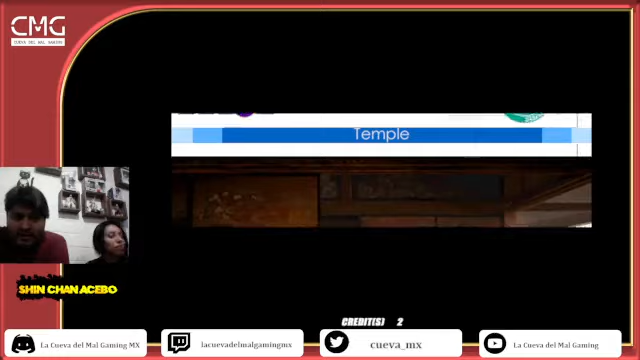 CMG
CUEVA DEL MAL GAMING
Temple
SHIN CHAN ACEBO
CREDIT(S) 2
La Cueva del Mal Gaming MX
lacuevadelmalgamingmx
cueva_mx
La Cueva del Mal Gaming